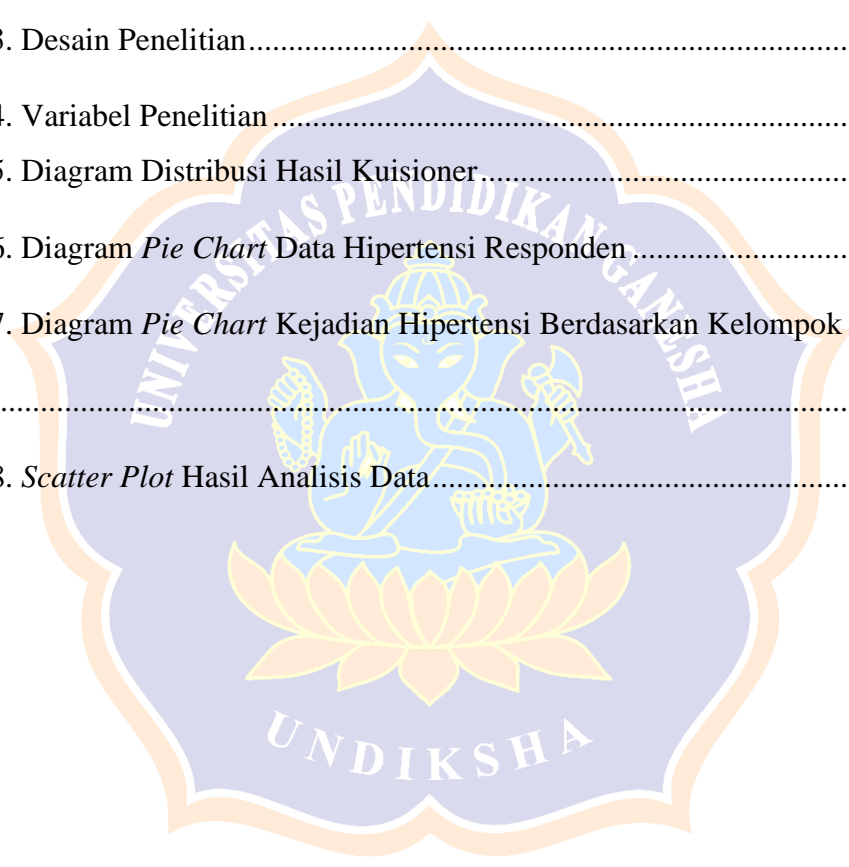 3. Desain Penelitian........................................................................
4. Variabel Penelitian.....................................................................
5. Diagram Distribusi Hasil Kuisioner.............................................
6. Diagram Pie Chart Data Hipertensi Responden..........................
7. Diagram Pie Chart Kejadian Hipertensi Berdasarkan Kelompok
........................................................................................................
8. Scatter Plot Hasil Analisis Data...................................................
UNIVERSITAS PENDIDIKAN GANESHA
UNDIKSHA